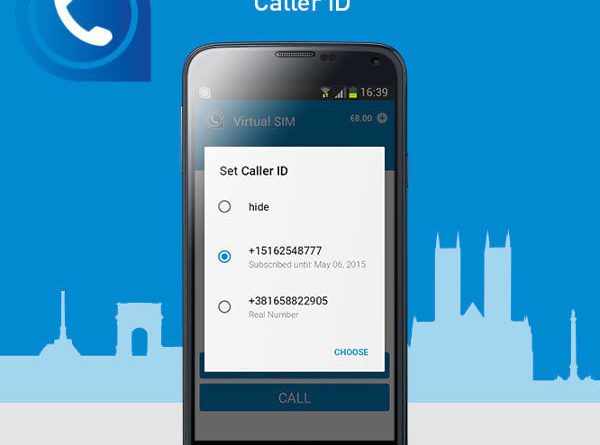 Caller ID
16:39
Virtual SIM
€8.00
Set Caller ID
hide
+15162548777
Subscribed until: May 06, 2015
+381658822905
Real Number
CHOOSE
CALL